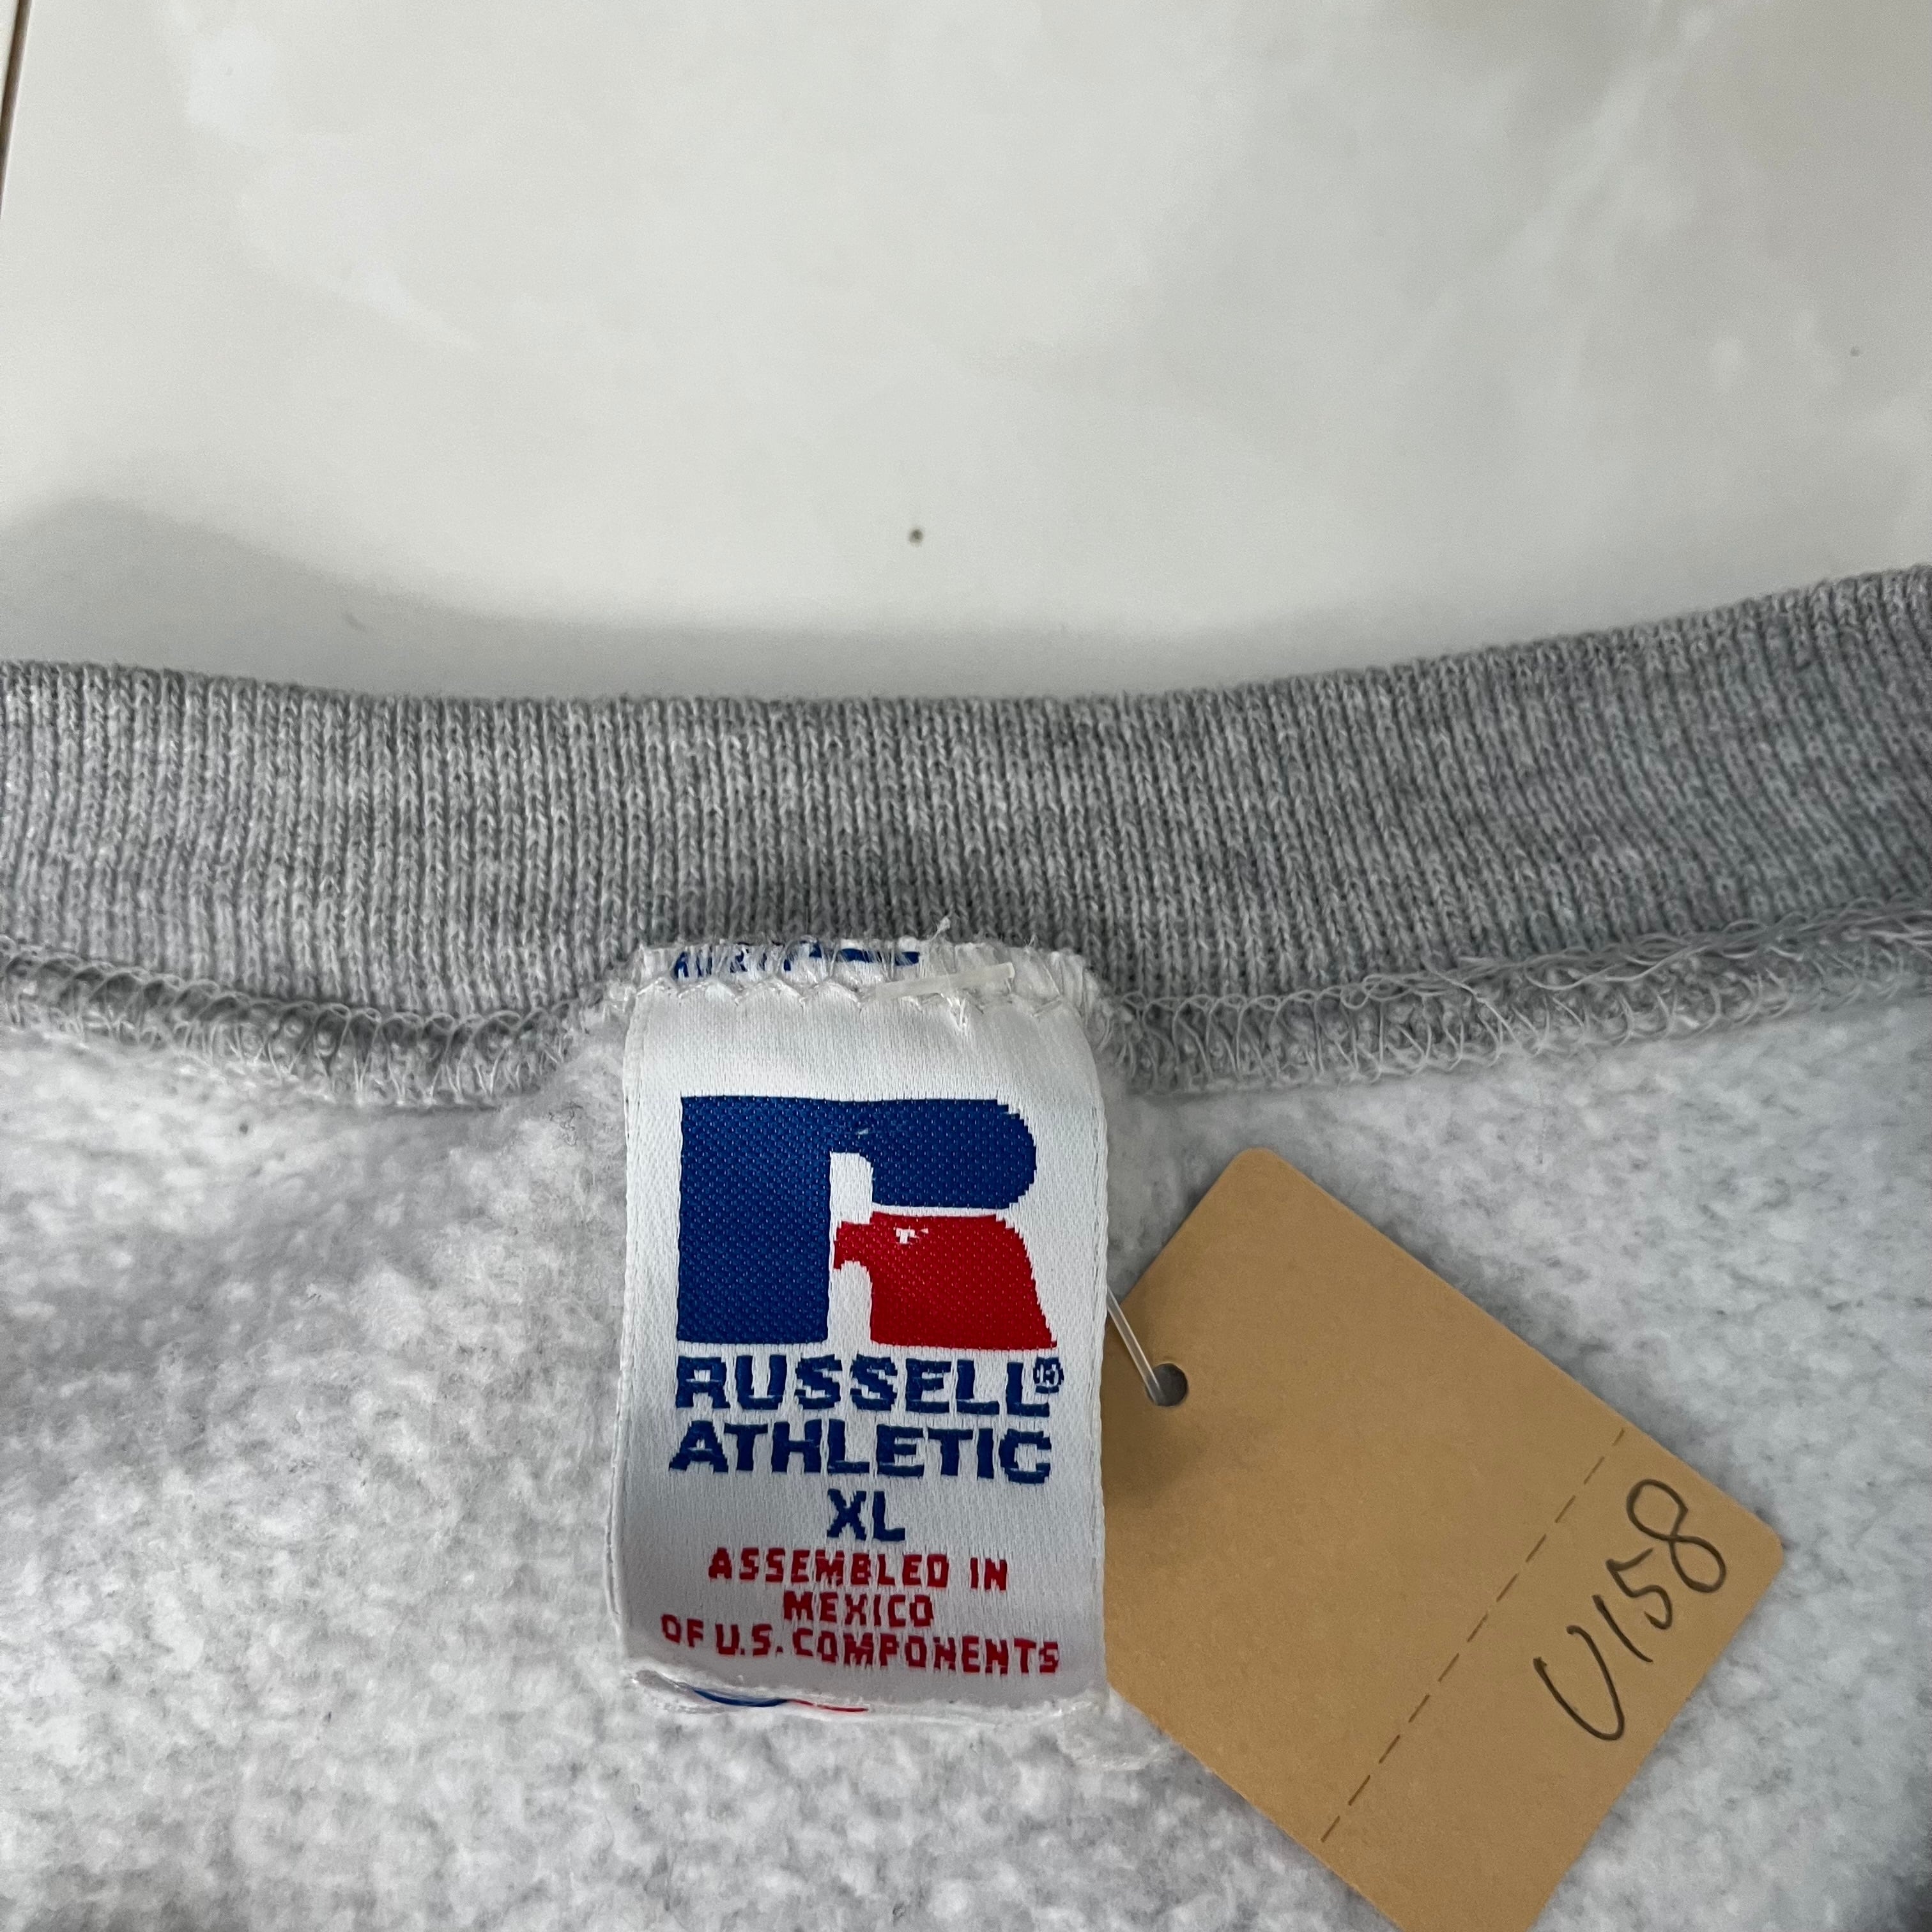 RUSSELL®
ATHLETIC
XL
ASSEMBLED IN
MEXICO
OF U.S. COMPONENTS
U158